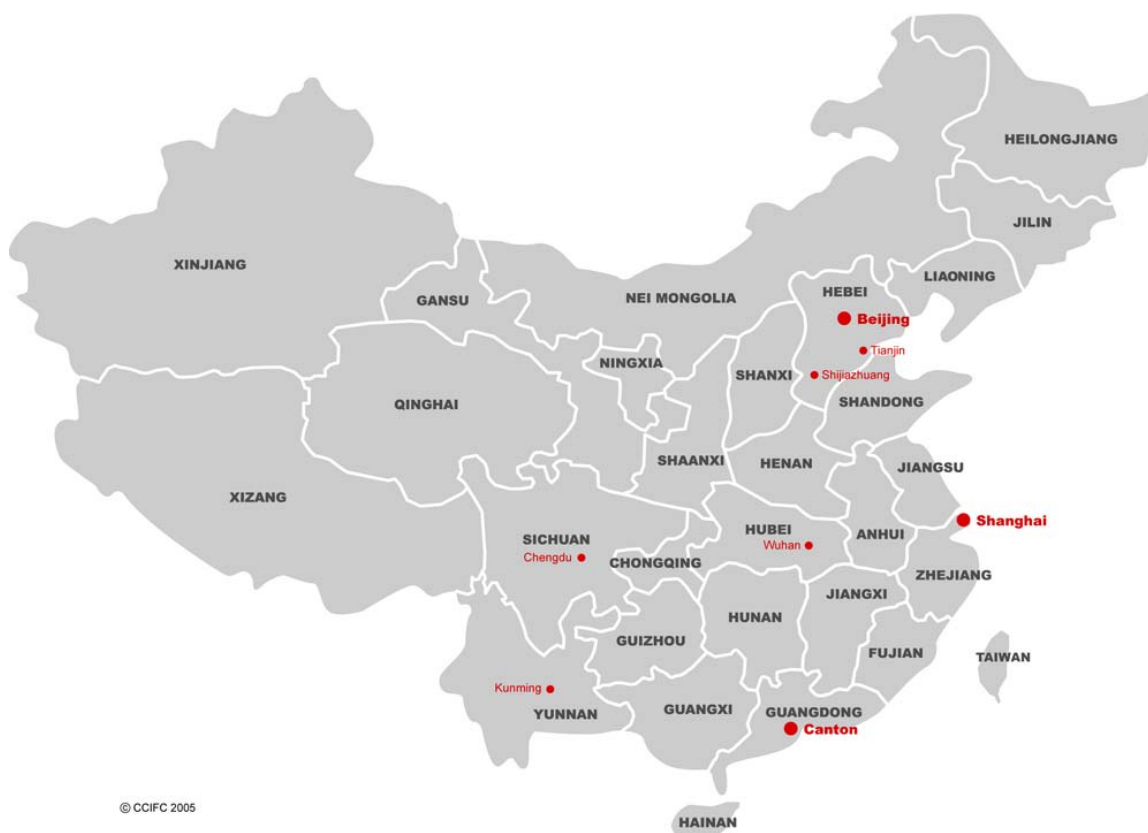 HEILONGJIANG
JILIN
XINJIANG
LIAONING
HEBEI
GANSU
NEI MONGOLIA
Beijing
Tianjin
NINGXIA
SHANXI
Shijiazhuang
QINGHAI
SHANDONG
SHAANXI
HENAN
JIANGSU
XIZANG
Shanghai
HUBEI
SICHUAN
ANHUI
Wuhan
Chengdu
CHONGQING
ZHEJIANG
JIANGXI
HUNAN
GUIZHOU
FUJIAN
TAIWAN
Kunming
GUANGXI
GUANGDONG
YUNNAN
Canton
© CCIFC 2005
HAINAN